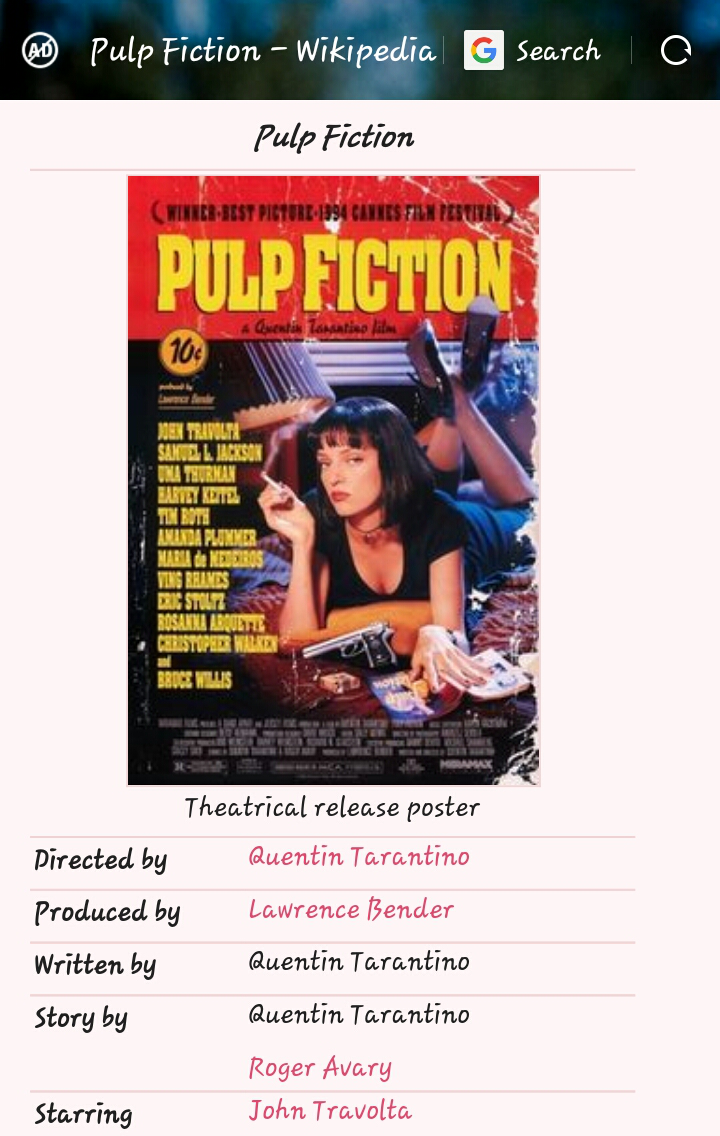 AD Pulp Fiction – Wikipedia G Search
Pulp Fiction
WINNER-BEST PICTURE-1994 CANNES FILM FESTIVAL
PULP FICTION
a Quentin Tarantino film
10¢
produced by
Lawrence Bender
JOHN TRAVOLTA
SAMUEL L. JACKSON
UMA THURMAN
HARVEY KEITEL
TIM ROTH
AMANDA PLUMMER
MARIA de MEDEIROS
VING RHAMES
ERIC STOLTZ
ROSANNA ARQUETTE
CHRISTOPHER WALKEN
and
BRUCE WILLIS
MIRAMAX
Theatrical release poster
Directed by Quentin Tarantino
Produced by Lawrence Bender
Written by Quentin Tarantino
Story by Quentin Tarantino
Roger Avary
Starring John Travolta